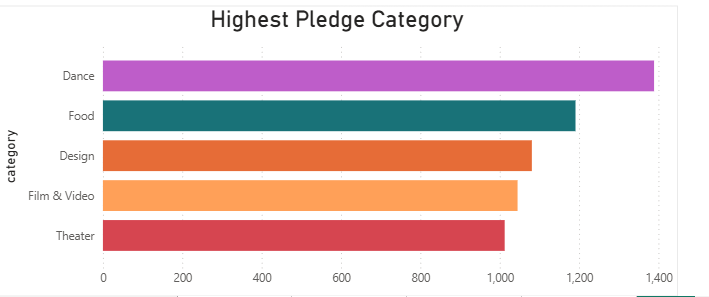 Highest Pledge Category
category
Dance
Food
Design
Film & Video
Theater
0 200 400 600 800 1,000 1,200 1,400